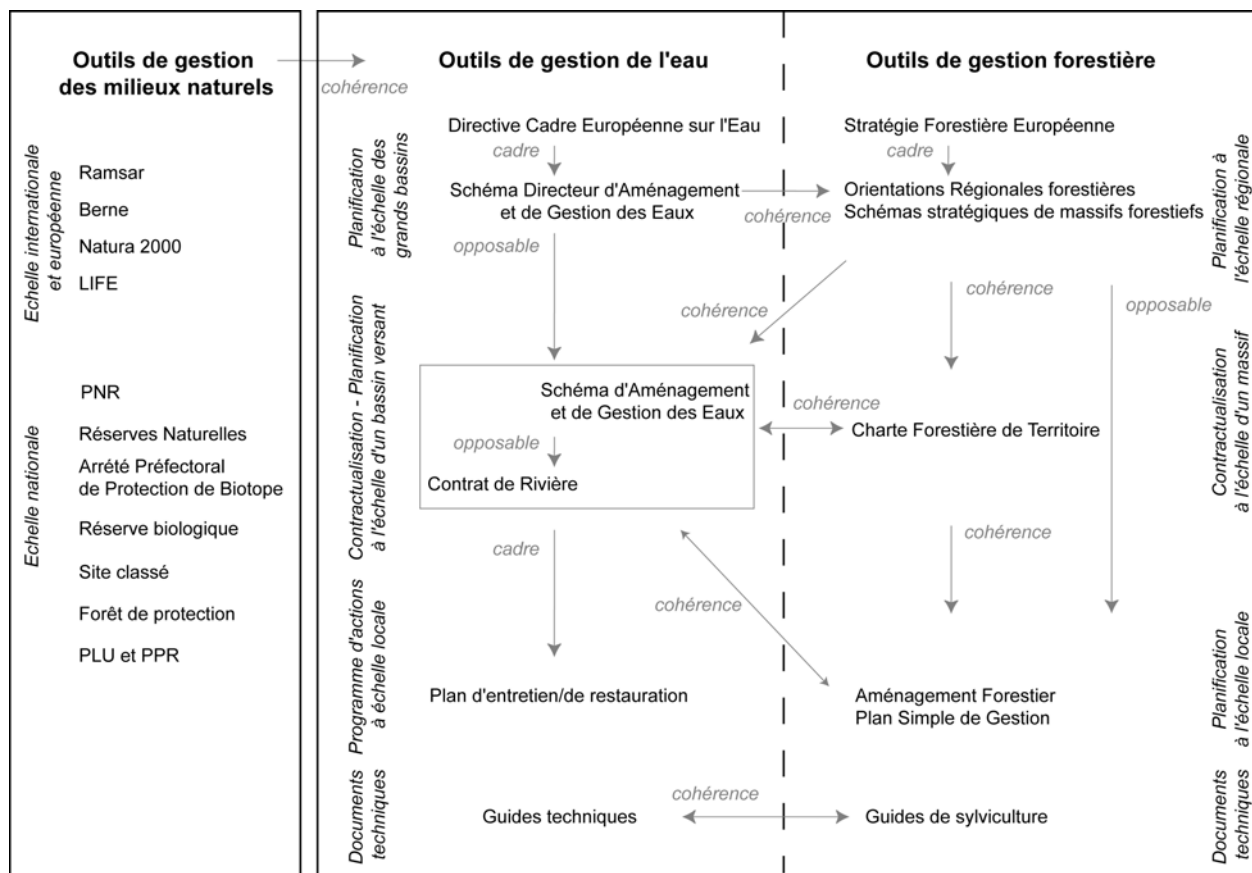 Outils de gestion
des milieux naturels
Echelle internationale
et européenne
Ramsar
Berne
Natura 2000
LIFE
Echelle nationale
PNR
Réserves Naturelles
Arrété Préfectoral
de Protection de Biotope
Réserve biologique
Site classé
Forêt de protection
PLU et PPR
cohérence
Outils de gestion de l'eau
Planification
à l'échelle des
grands bassins
Directive Cadre Européenne sur l'Eau
cadre
Schéma Directeur d'Aménagement
et de Gestion des Eaux
cohérence
opposable
cohérence
Contractualisation - Planification
à l'échelle d'un bassin versant
Schéma d'Aménagement
et de Gestion des Eaux
opposable
Contrat de Rivière
cohérence
cadre
cohérence
Programme d'actions
à échelle locale
Plan d'entretien/de restauration
Documents
techniques
Guides techniques
cohérence
Outils de gestion forestière
Stratégie Forestière Européenne
cadre
Orientations Régionales forestières
Schémas stratégiques de massifs forestiefs
Planification à
l'échelle régionale
cohérence
opposable
Charte Forestière de Territoire
Contractualisation
à l'échelle d'un massif
cohérence
Aménagement Forestier
Plan Simple de Gestion
Planification
à l'échelle locale
Guides de sylviculture
Documents
techniques